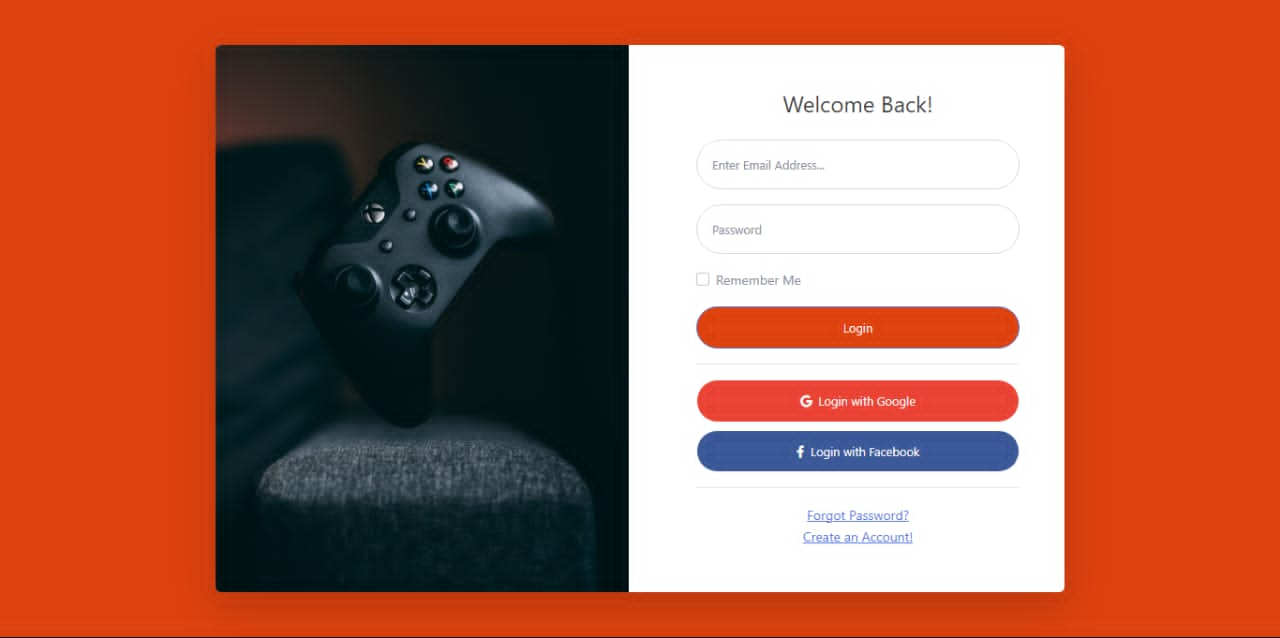 Welcome Back!
Enter Email Address...
Password
Remember Me
Login
Login with Google
Login with Facebook
Forgot Password?
Create an Account!